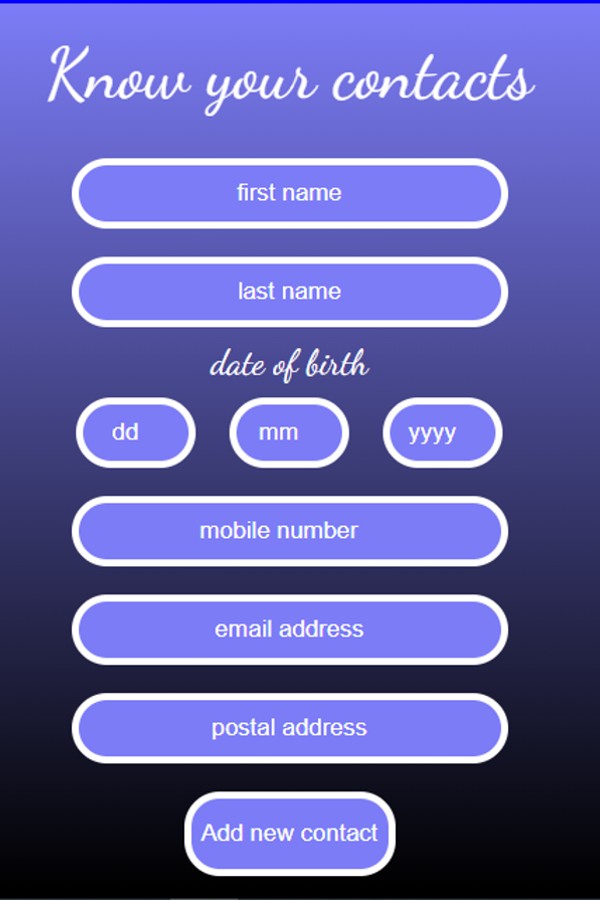 Know your contacts
first name
last name
date of birth
dd mm yyyy
mobile number
email address
postal address
Add new contact